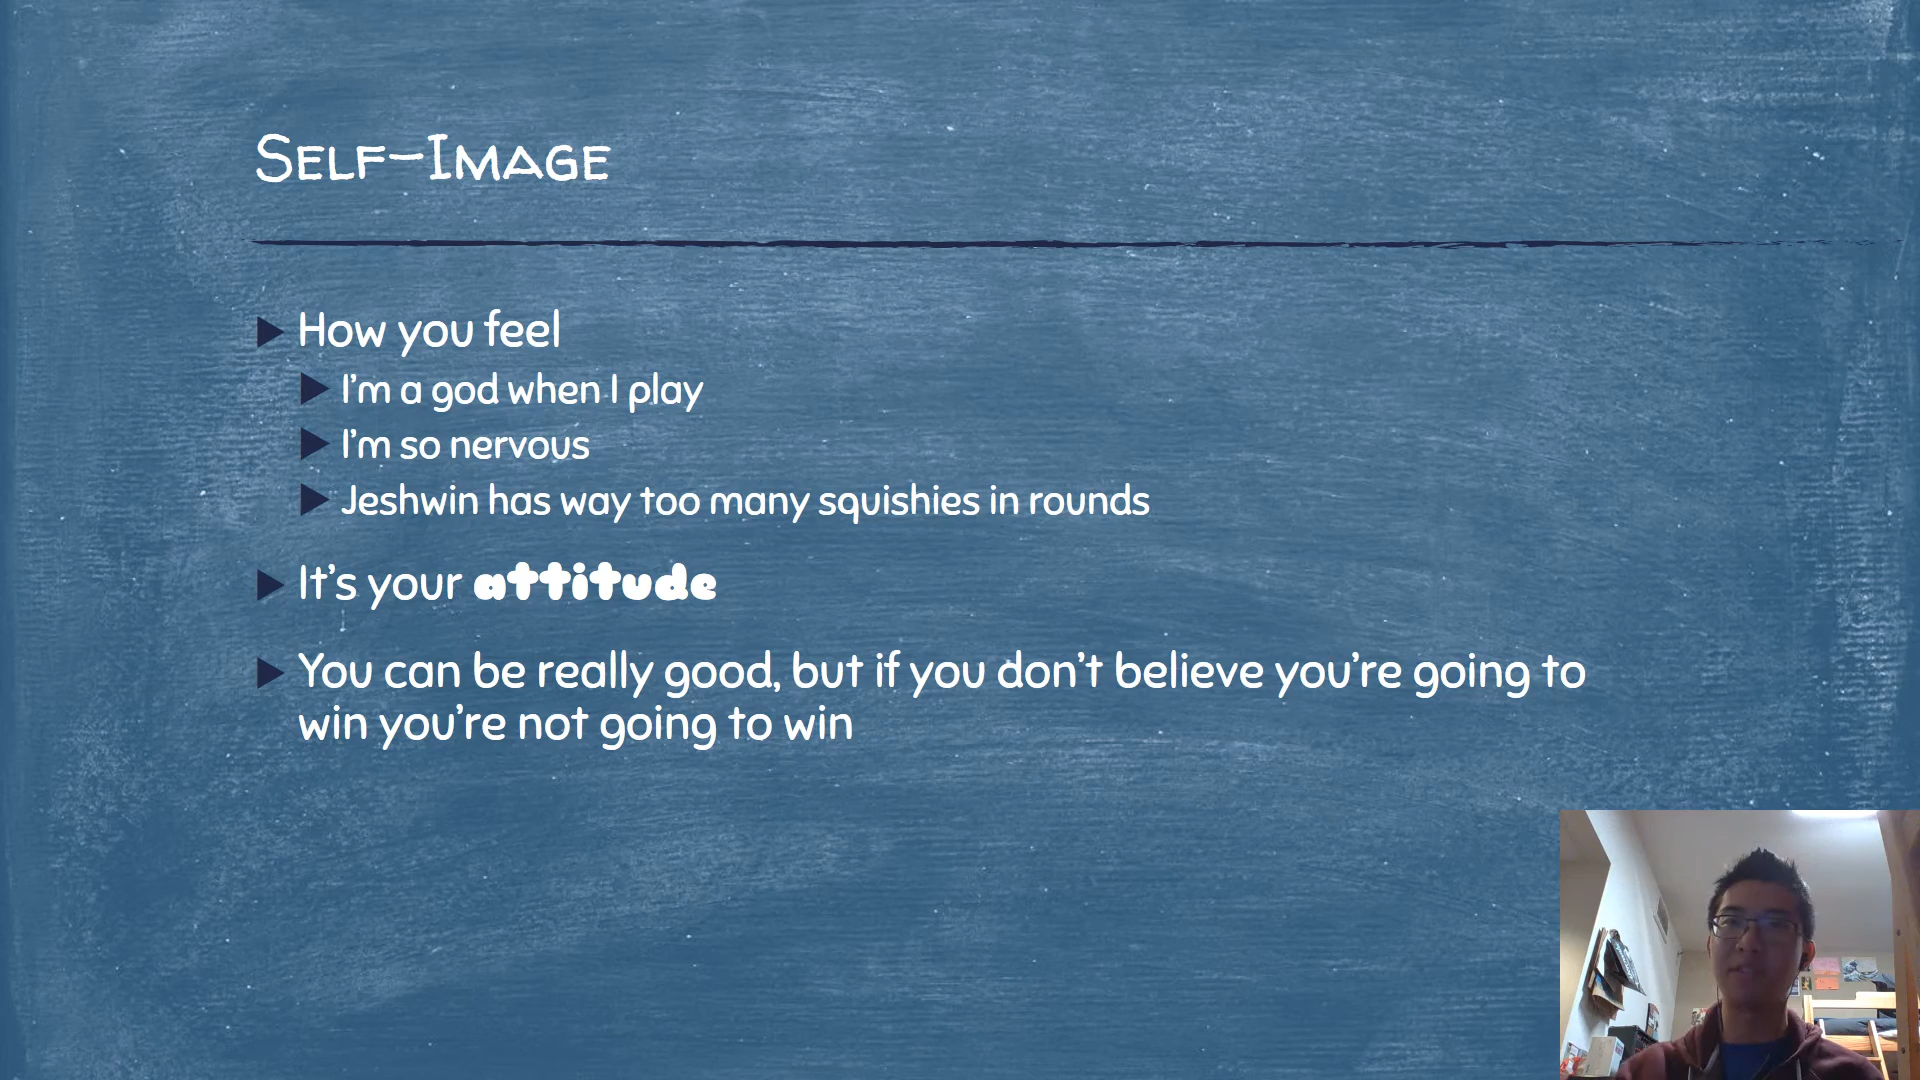 Self-Image
How you feel
I'm a god when I play
I'm so nervous
Jeshwin has way too many squishies in rounds
It's your attitude
You can be really good, but if you don't believe you're going to
win you're not going to win